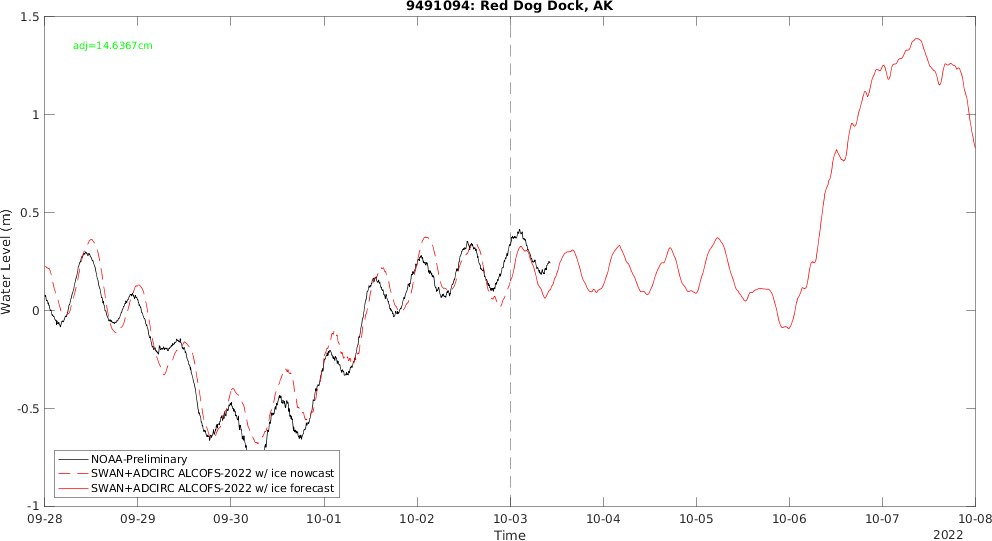 9491094: Red Dog Dock, AK
adj=14.6367cm
Water Level (m)
1.5
1
0.5
0
-0.5
-1
NOAA-Preliminary
SWAN+ADCIRC ALCOFS-2022 w/ ice nowcast
SWAN+ADCIRC ALCOFS-2022 w/ ice forecast
09-28 09-29 09-30 10-01 10-02 10-03 10-04 10-05 10-06 10-07 10-08
Time
2022